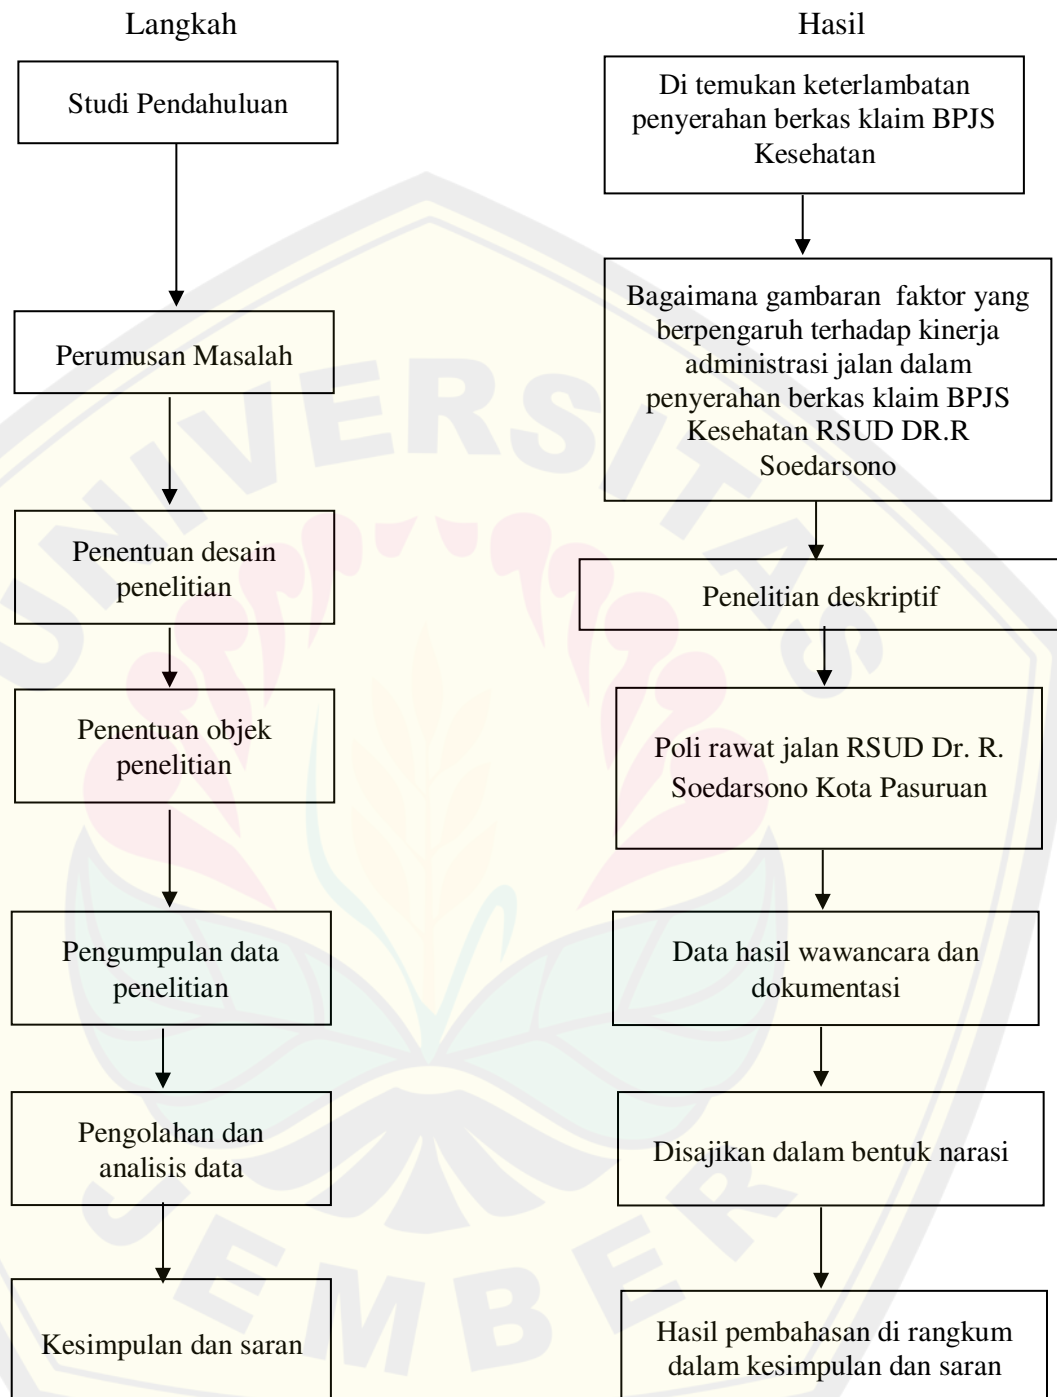 Langkah
Hasil
Studi Pendahuluan
Di temukan keterlambatan
penyerahan berkas klaim BPJS
Kesehatan
Perumusan Masalah
Bagaimana gambaran faktor yang
berpengaruh terhadap kinerja
administrasi jalan dalam
penyerahan berkas klaim BPJS
Kesehatan RSUD DR.R
Soedarsono
Penentuan desain
penelitian
Penelitian deskriptif
Penentuan objek
penelitian
Poli rawat jalan RSUD Dr. R.
Soedarsono Kota Pasuruan
Pengumpulan data
penelitian
Data hasil wawancara dan
dokumentasi
Pengolahan dan
analisis data
Disajikan dalam bentuk narasi
Kesimpulan dan saran
Hasil pembahasan di rangkum
dalam kesimpulan dan saran
UNIVERSITAS
JEMBER